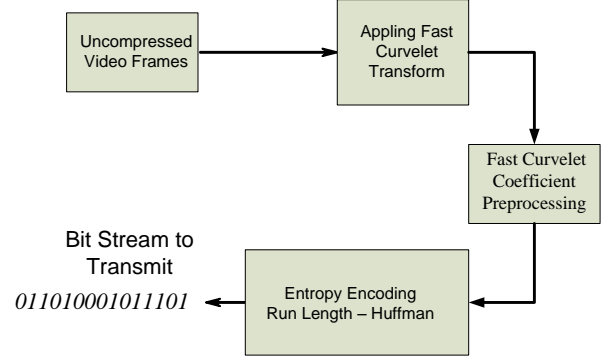 Uncompressed
Video Frames
Appling Fast
Curvelet
Transform
Fast Curvelet
Coefficient
Preprocessing
Entropy Encoding
Run Length – Huffman
Bit Stream to
Transmit
011010001011101